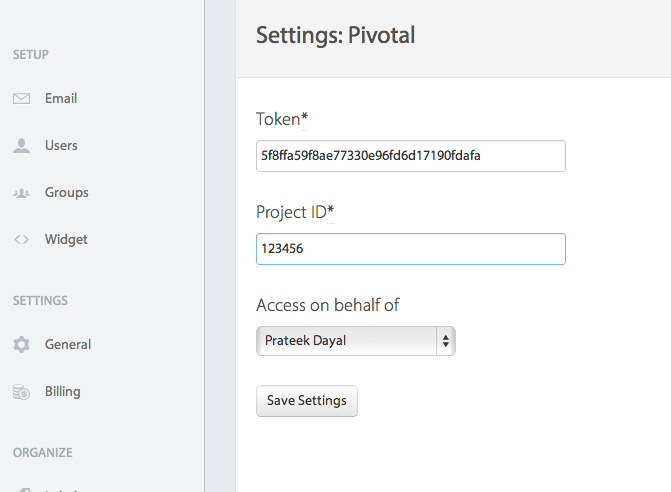 SETUP
Email
Users
Groups
Widget
SETTINGS
General
Billing
ORGANIZE
Settings: Pivotal
Token*
5f8ffa59f8ae77330e96fd6d17190fdafa
Project ID*
123456
Access on behalf of
Prateek Dayal
Save Settings